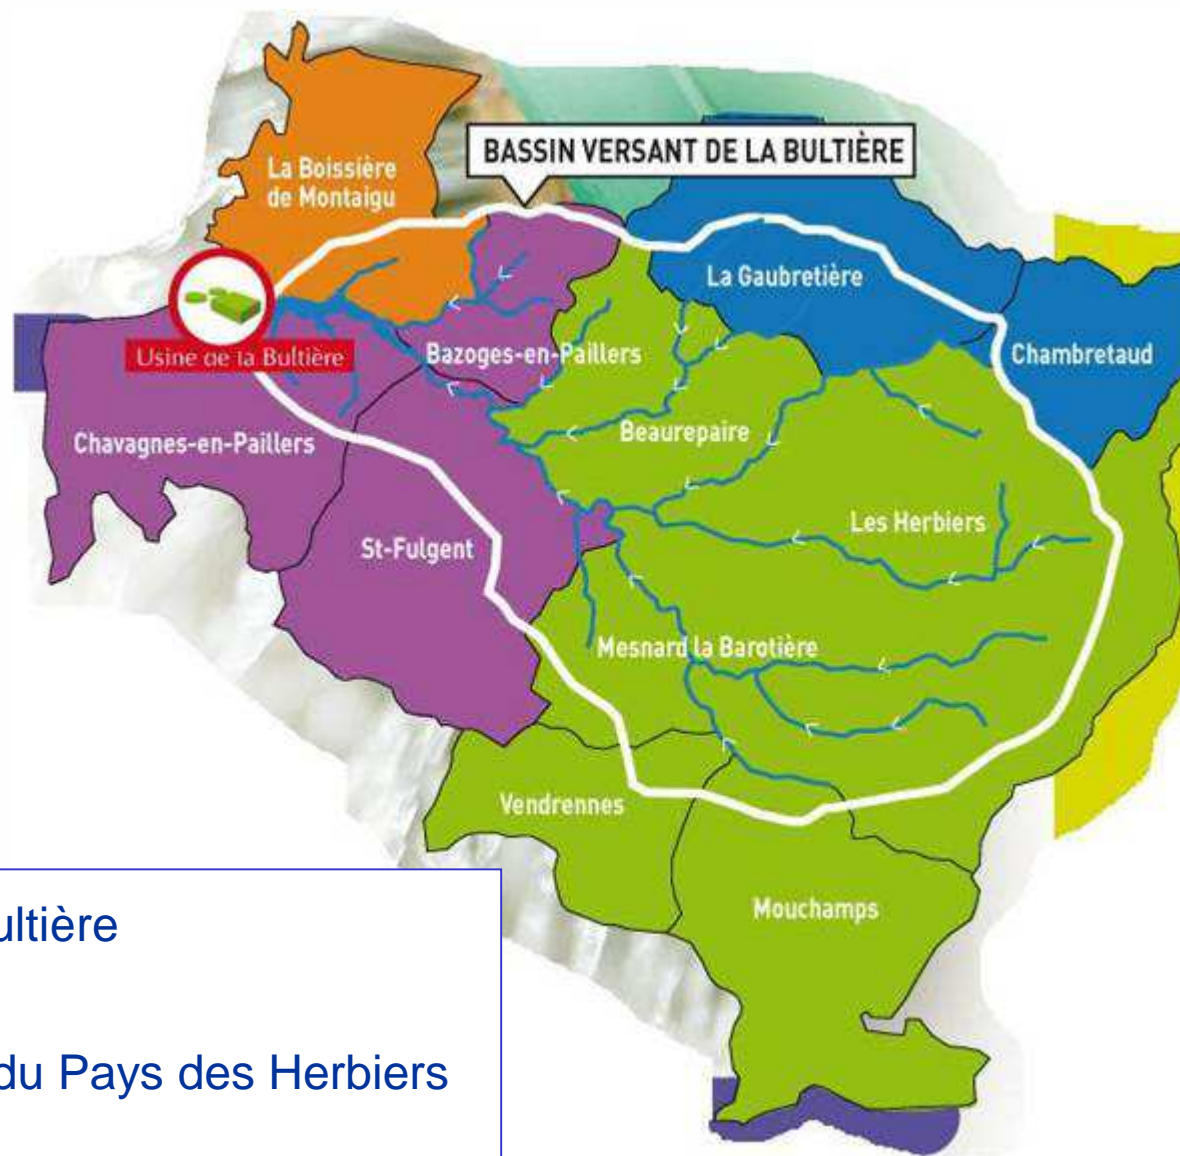 BASSIN VERSANT DE LA BULTIÈRE
La Boissière
de Montaigu
La Gaubretière
Usine de la Bultière
Bazoges-en-Paillers
Chambretaud
Chavagnes-en-Paillers
Beaurepaire
Les Herbiers
St-Fulgent
Mesnard la Barotière
Vendrennes
Mouchamps
ultière
du Pays des Herbiers